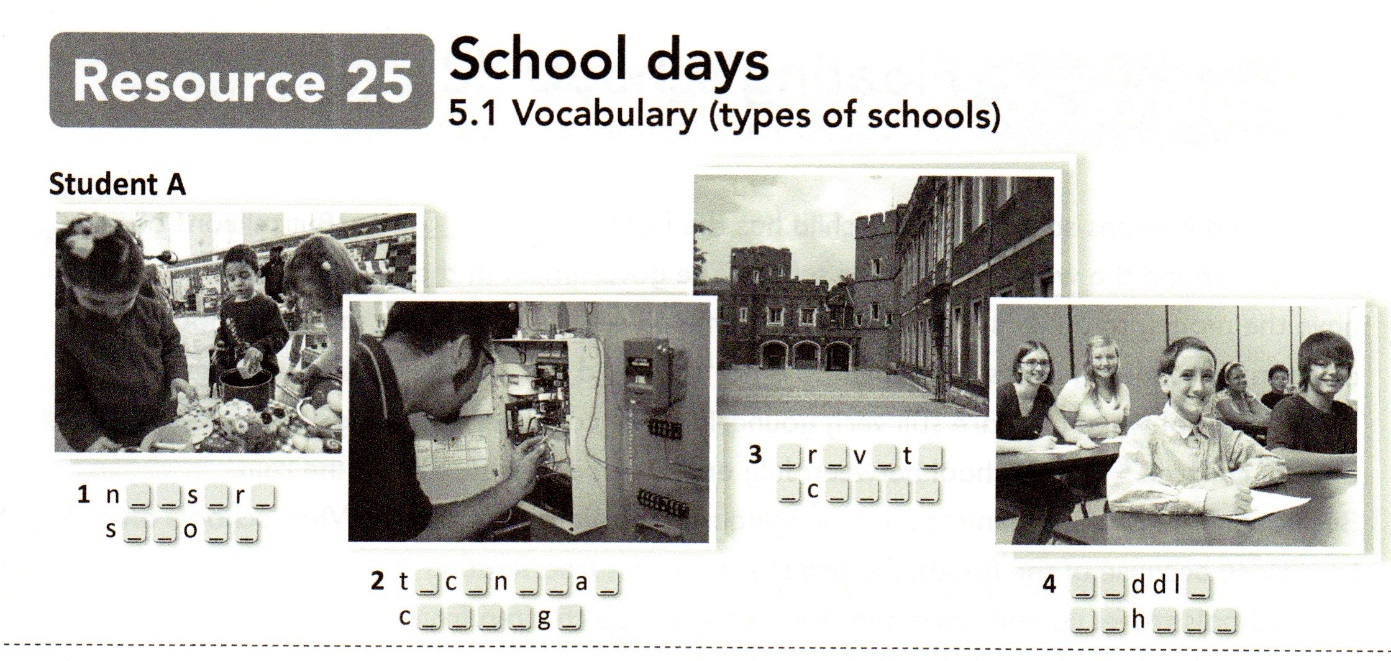 Resource 25
School days
5.1 Vocabulary (types of schools)
Student A
1 n _ _ s _ r _
s _ _ o _ _
2 t _ c _ n _ _ a _
c _ _ _ _ g _
3 _ r _ v _ t _
_ c _ _ _ _
4 _ _ d d l _
_ _ h _ _ _